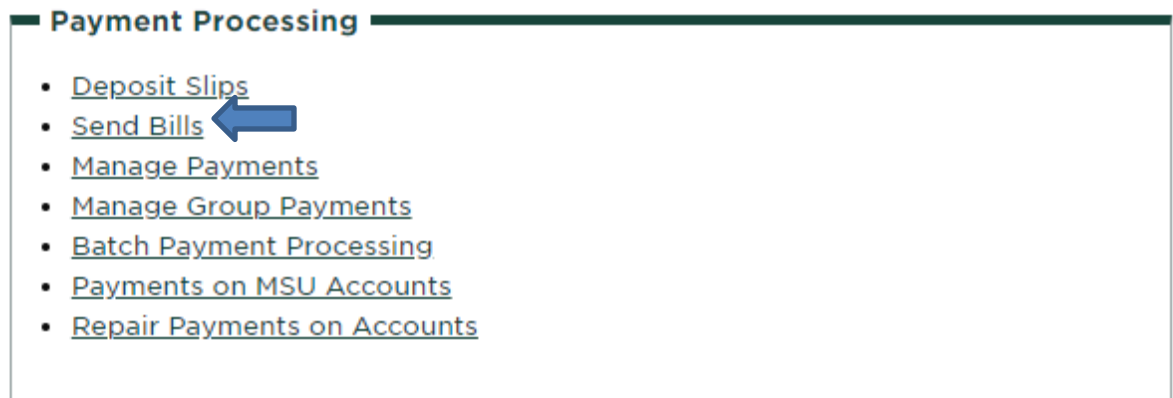 Payment Processing
Deposit Slips
Send Bills
Manage Payments
Manage Group Payments
Batch Payment Processing
Payments on MSU Accounts
Repair Payments on Accounts